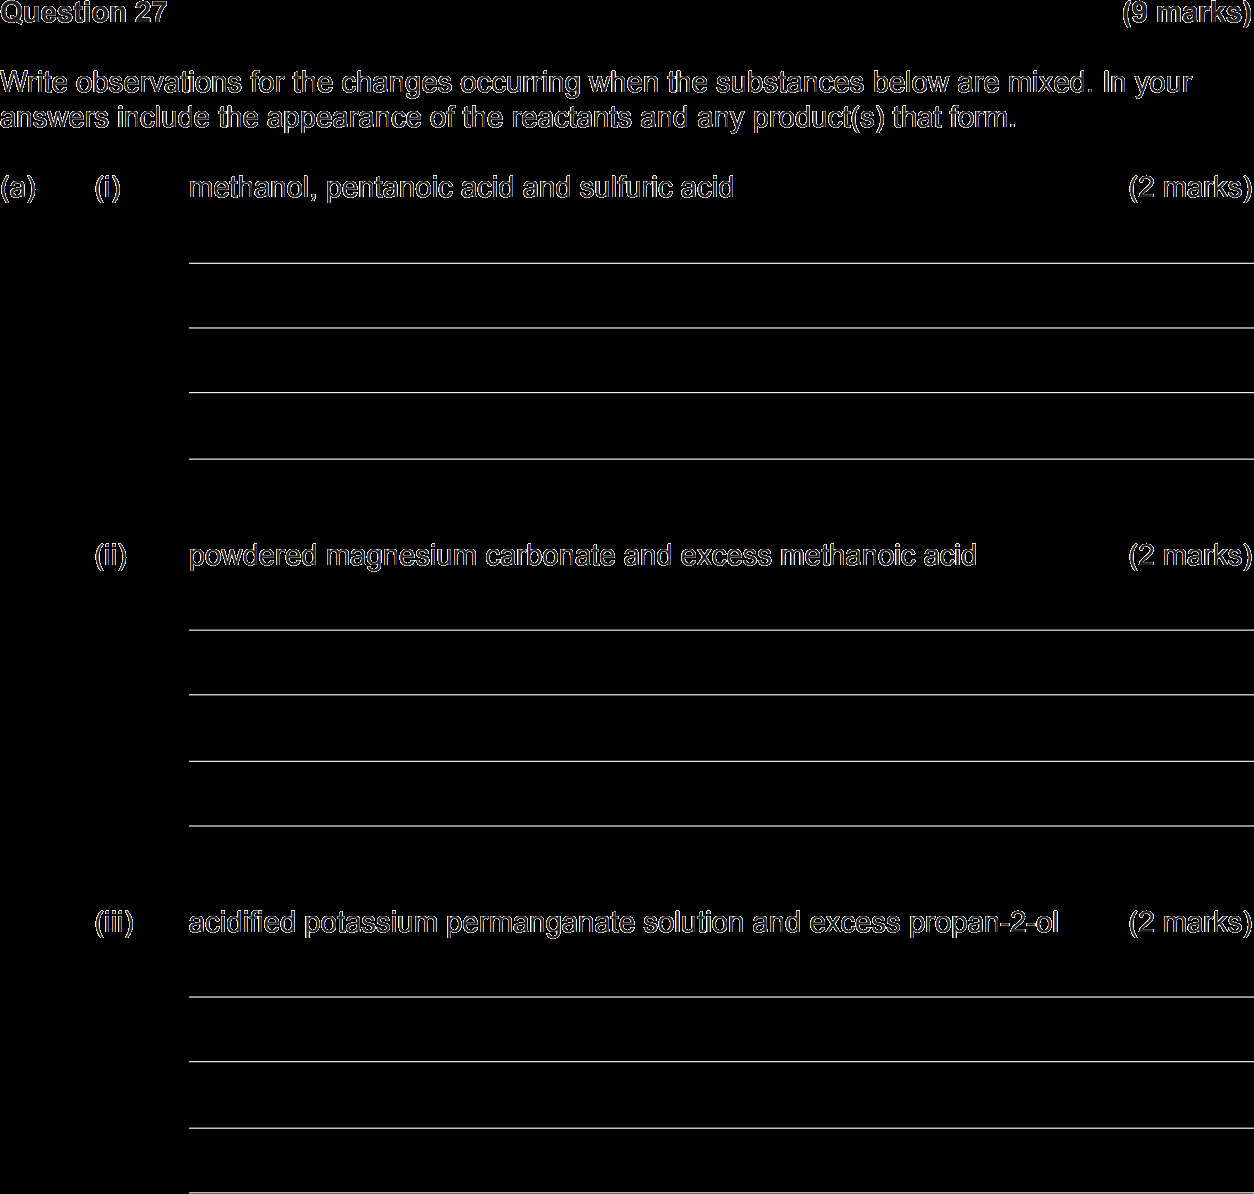 Question 27 (9 marks)
Write observations for the changes occurring when the substances below are mixed. In your
answers include the appearance of the reactants and any product(s) that form.
(a) (i) methanol, pentanoic acid and sulfuric acid (2 marks)
(ii) powdered magnesium carbonate and excess methanoic acid (2 marks)
(iii) acidified potassium permanganate solution and excess propan-2-ol (2 marks)